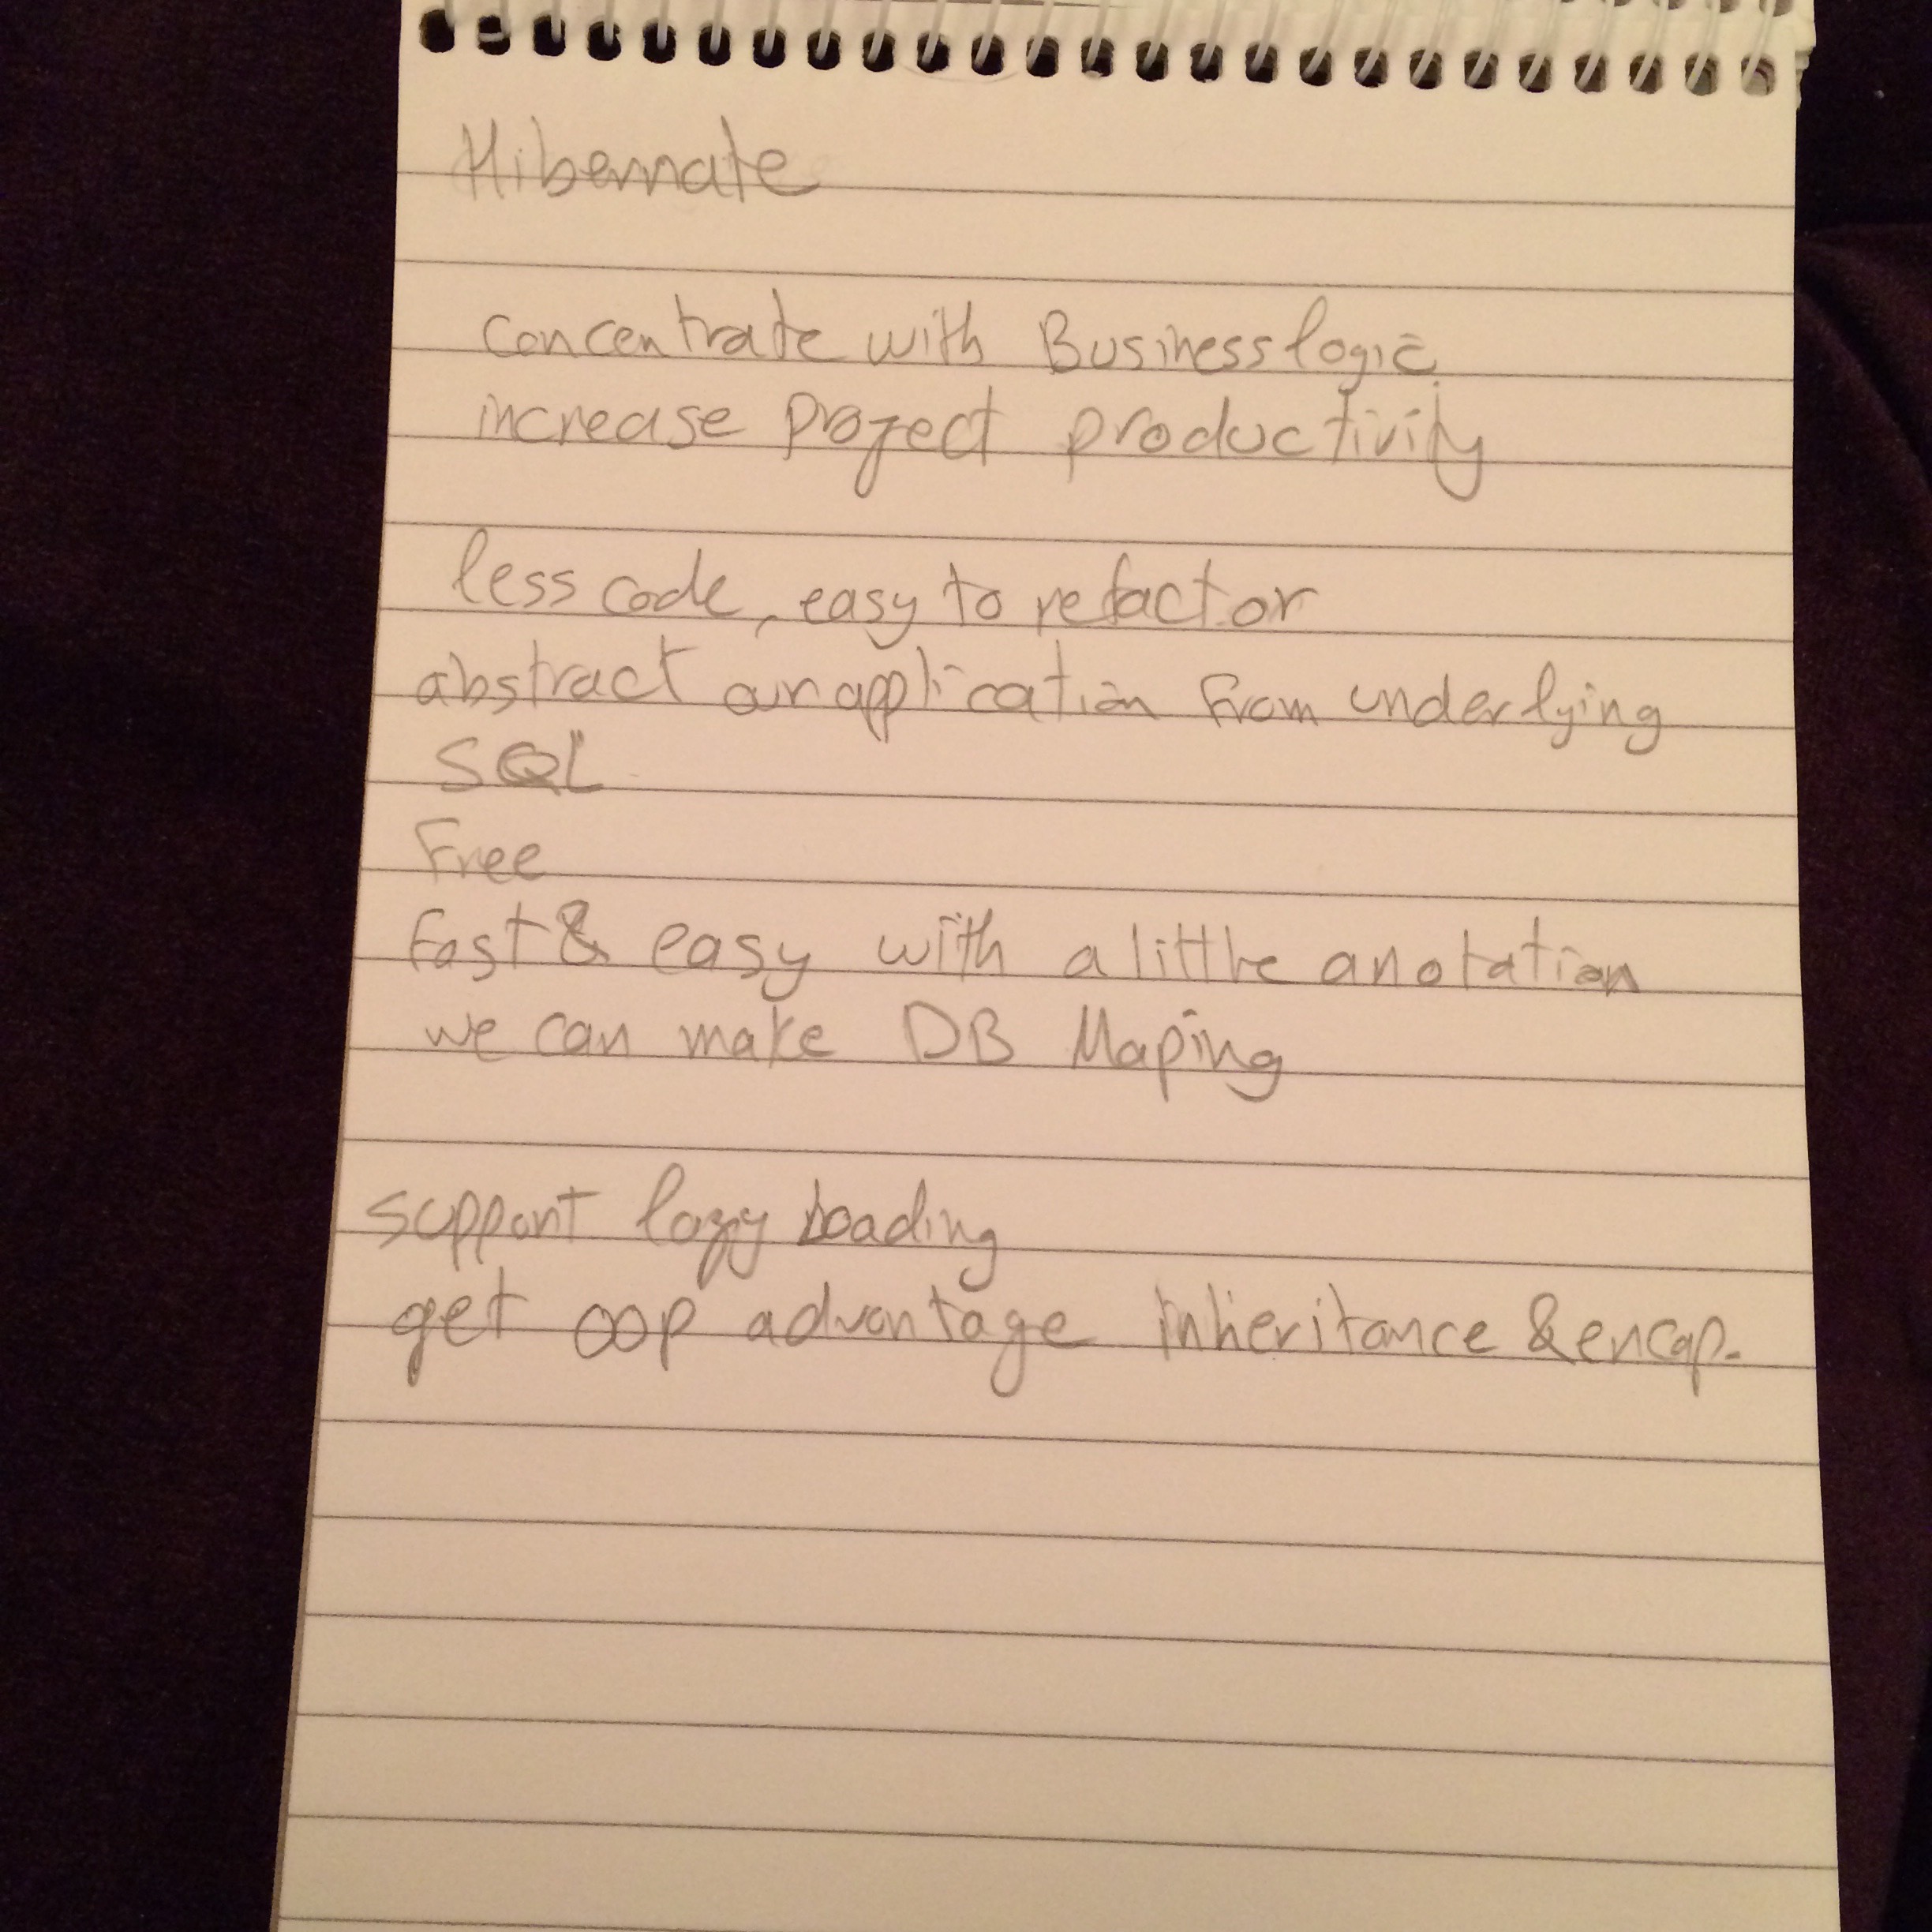 Hibernate
concentrate with Business logic
increase project productivity
less code, easy to refactor
abstract our application from underlying
SQL
Free
fast & easy with a little anotation
we can make DB Maping
support lazy Loading
get oop advantage inheritance & encap.